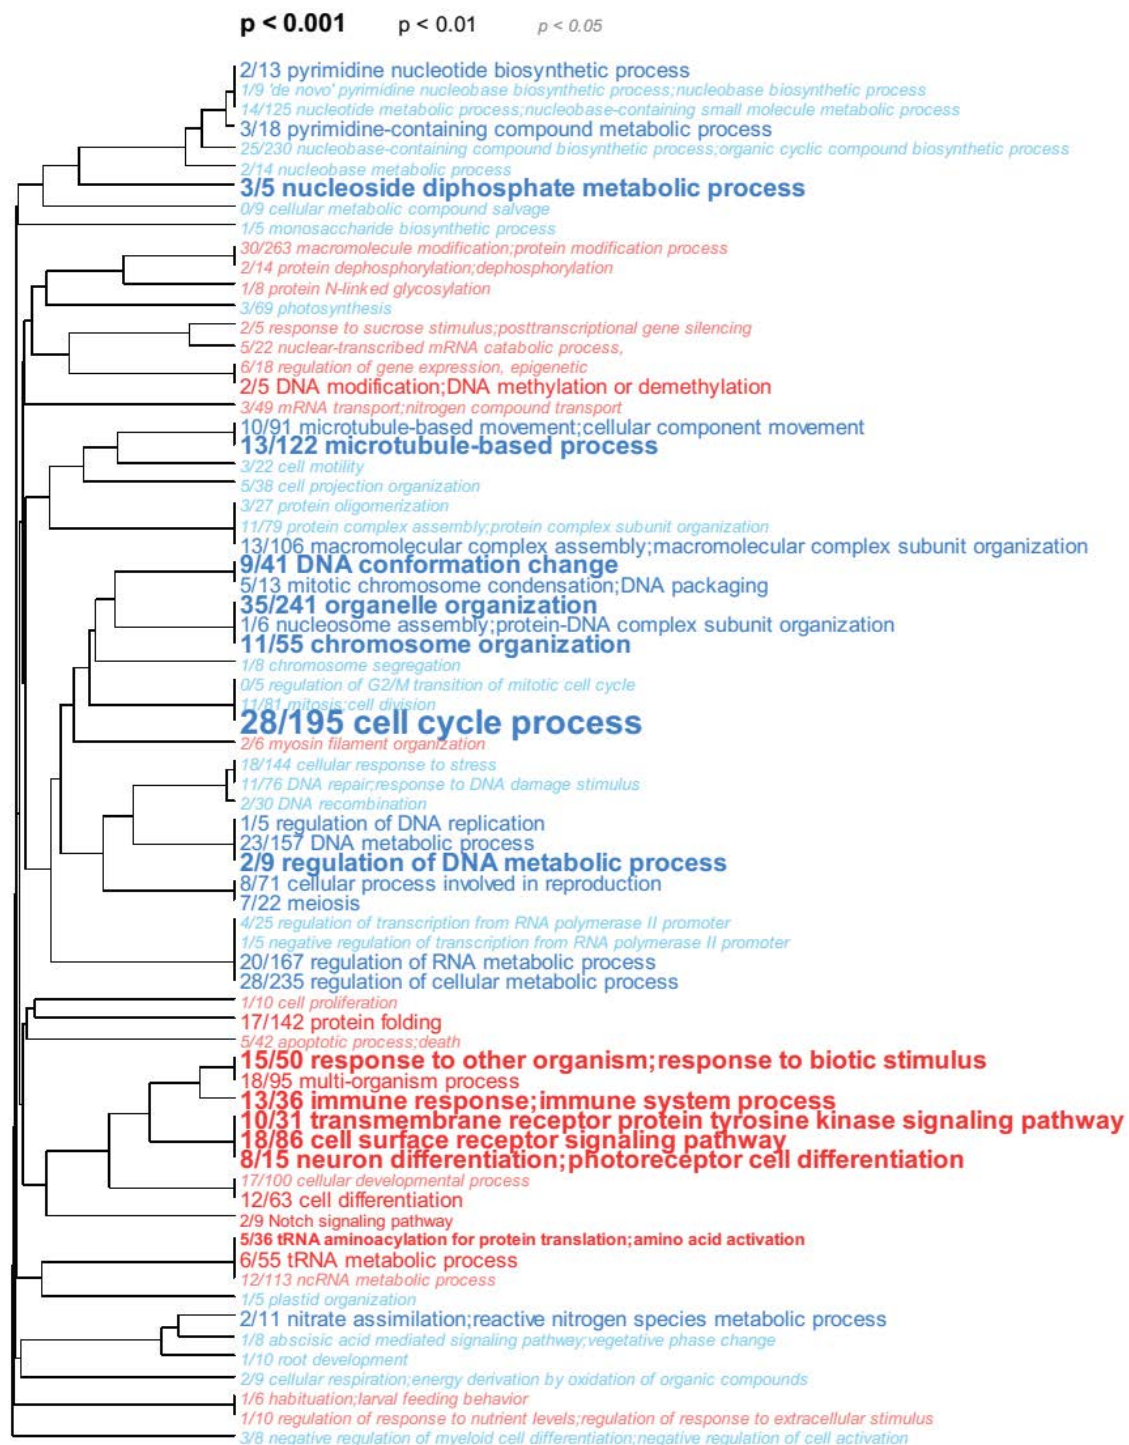 p < 0.001 p < 0.01 p < 0.05
2/13 pyrimidine nucleotide biosynthetic process
1/9 'de novo' pyrimidine nucleobase biosynthetic process;nucleobase biosynthetic process
14/125 nucleotide metabolic process;nucleobase-containing small molecule metabolic process
3/18 pyrimidine-containing compound metabolic process
25/230 nucleobase-containing compound biosynthetic process;organic cyclic compound biosynthetic process
2/14 nucleobase metabolic process
3/5 nucleoside diphosphate metabolic process
0/9 cellular metabolic compound salvage
1/5 monosaccharide biosynthetic process
30/263 macromolecule modification;protein modification process
2/14 protein dephosphorylation;dephosphorylation
1/8 protein N-linked glycosylation
3/69 photosynthesis
2/5 response to sucrose stimulus;posttranscriptional gene silencing
5/22 nuclear-transcribed mRNA catabolic process,
6/18 regulation of gene expression, epigenetic
2/5 DNA modification;DNA methylation or demethylation
3/49 mRNA transport;nitrogen compound transport
10/91 microtubule-based movement;cellular component movement
13/122 microtubule-based process
3/22 cell motility
5/38 cell projection organization
3/27 protein oligomerization
11/79 protein complex assembly;protein complex subunit organization
13/106 macromolecular complex assembly;macromolecular complex subunit organization
9/41 DNA conformation change
5/13 mitotic chromosome condensation;DNA packaging
35/241 organelle organization
1/6 nucleosome assembly;protein-DNA complex subunit organization
11/55 chromosome organization
1/8 chromosome segregation
0/5 regulation of G2/M transition of mitotic cell cycle
11/81 mitosis;cell division
28/195 cell cycle process
2/6 myosin filament organization
18/144 cellular response to stress
11/76 DNA repair;response to DNA damage stimulus
2/30 DNA recombination
1/5 regulation of DNA replication
23/157 DNA metabolic process
2/9 regulation of DNA metabolic process
8/71 cellular process involved in reproduction
7/22 meiosis
4/25 regulation of transcription from RNA polymerase II promoter
1/5 negative regulation of transcription from RNA polymerase II promoter
20/167 regulation of RNA metabolic process
28/235 regulation of cellular metabolic process
1/10 cell proliferation
17/142 protein folding
5/42 apoptotic process;death
15/50 response to other organism;response to biotic stimulus
18/95 multi-organism process
13/36 immune response;immune system process
10/31 transmembrane receptor protein tyrosine kinase signaling pathway
18/86 cell surface receptor signaling pathway
8/15 neuron differentiation;photoreceptor cell differentiation
17/100 cellular developmental process
12/63 cell differentiation
2/9 Notch signaling pathway
5/36 tRNA aminoacylation for protein translation;amino acid activation
6/55 tRNA metabolic process
12/113 ncRNA metabolic process
1/5 plastid organization
2/11 nitrate assimilation;reactive nitrogen species metabolic process
1/8 abscisic acid mediated signaling pathway;vegetative phase change
1/10 root development
2/9 cellular respiration;energy derivation by oxidation of organic compounds
1/6 habituation;larval feeding behavior
1/10 regulation of response to nutrient levels;regulation of response to extracellular stimulus
3/8 negative regulation of myeloid cell differentiation;negative regulation of cell activation